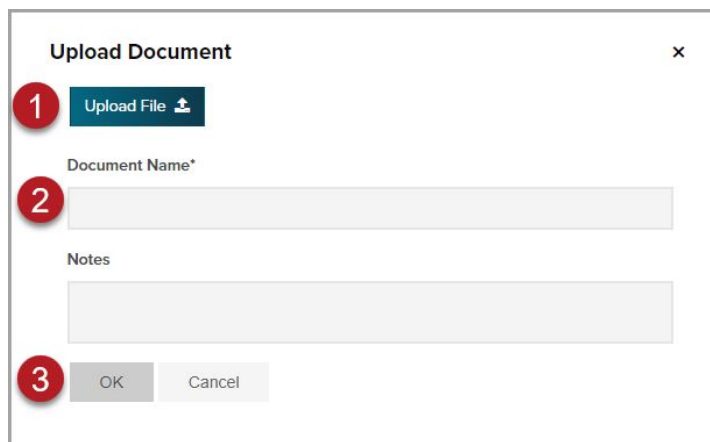 Upload Document ×
1 Upload File
Document Name*
2
Notes
3 OK Cancel